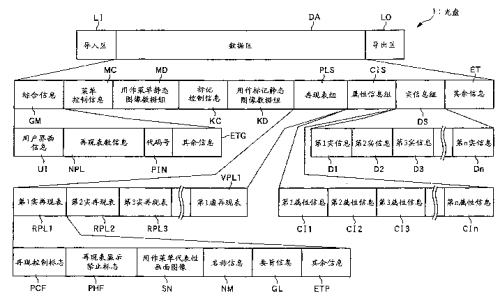 LI DA LO 1:光盘
导入区 数据区 导出区
MC MD PLS CIS ET
综合信息 菜单控制信息 用作菜单静态图像数据组 标记控制信息 用作标记静态图像数据组 再现表组 属性信息组 实信息组 其余信息
GM KC KD DS
用户界面信息 再现表数信息 代码号 其余信息 ETG
UI NPL PIN
第1实信息 第2实信息 第3实信息 第n实信息
D1 D2 D3 Dn
VPL1
第1实再现表 第2实再现表 第3实再现表 第1虚再现表
RPL1 RPL2 RPL3
第1属性信息 第2属性信息 第3属性信息 第n属性信息
CI1 CI2 CI3 CIn
再现控制标志 再现表显示禁止标志 用作菜单代表性画面图像 名称信息 类别信息 其余信息
PCF PHF SN NM GL ETP